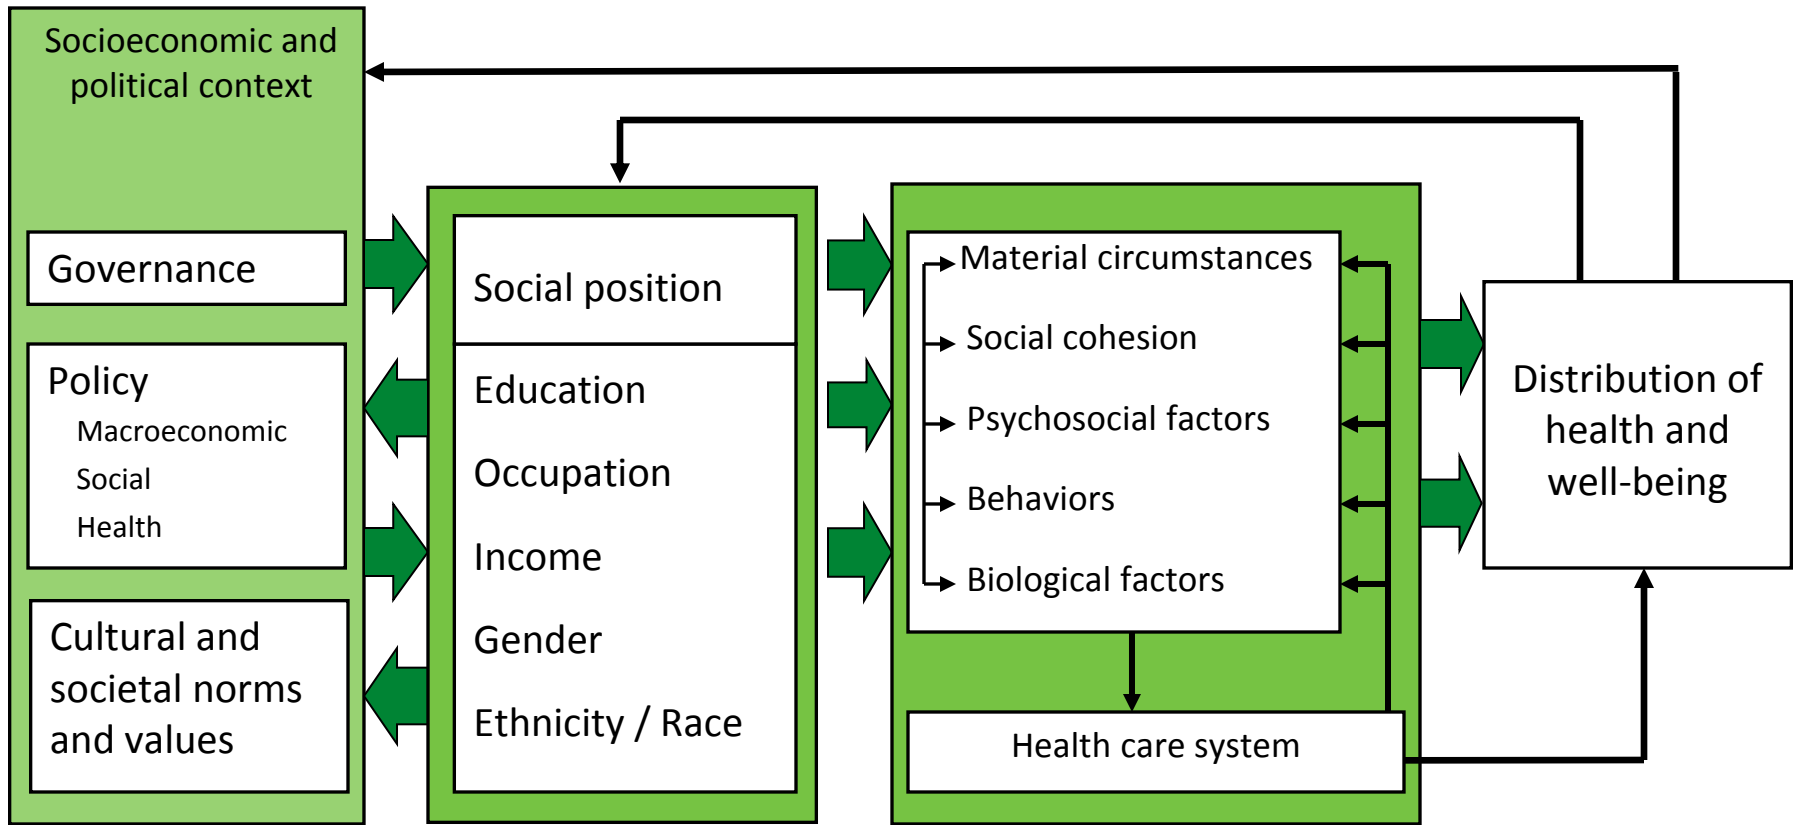 Socioeconomic and
political context
Governance
Policy
Macroeconomic
Social
Health
Cultural and
societal norms
and values
Social position
Education
Occupation
Income
Gender
Ethnicity / Race
Material circumstances
Social cohesion
Psychosocial factors
Behaviors
Biological factors
Health care system
Distribution of
health and
well-being